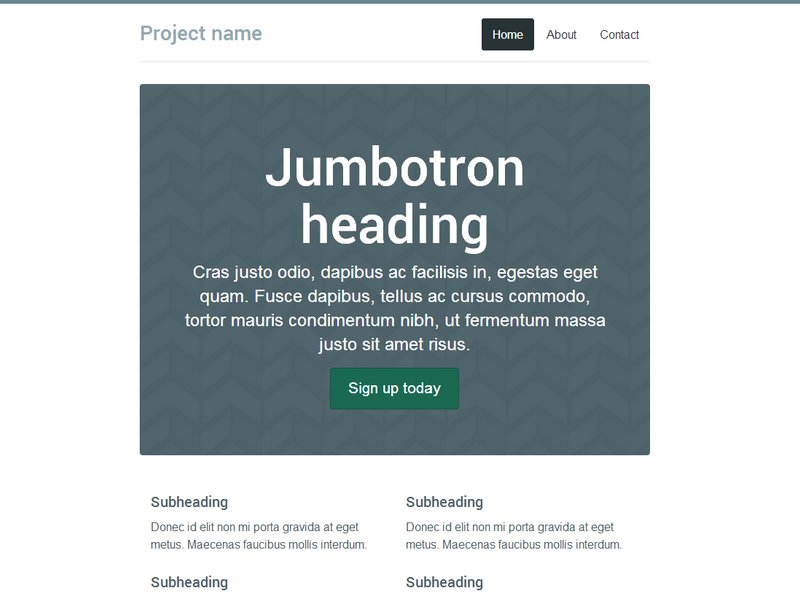 Project name
Home About Contact
Jumbotron
heading
Cras justo odio, dapibus ac facilisis in, egestas eget
quam. Fusce dapibus, tellus ac cursus commodo,
tortor mauris condimentum nibh, ut fermentum massa
justo sit amet risus.
Sign up today
Subheading
Donec id elit non mi porta gravida at eget
metus. Maecenas faucibus mollis interdum.
Subheading
Donec id elit non mi porta gravida at eget
metus. Maecenas faucibus mollis interdum.
Subheading
Subheading